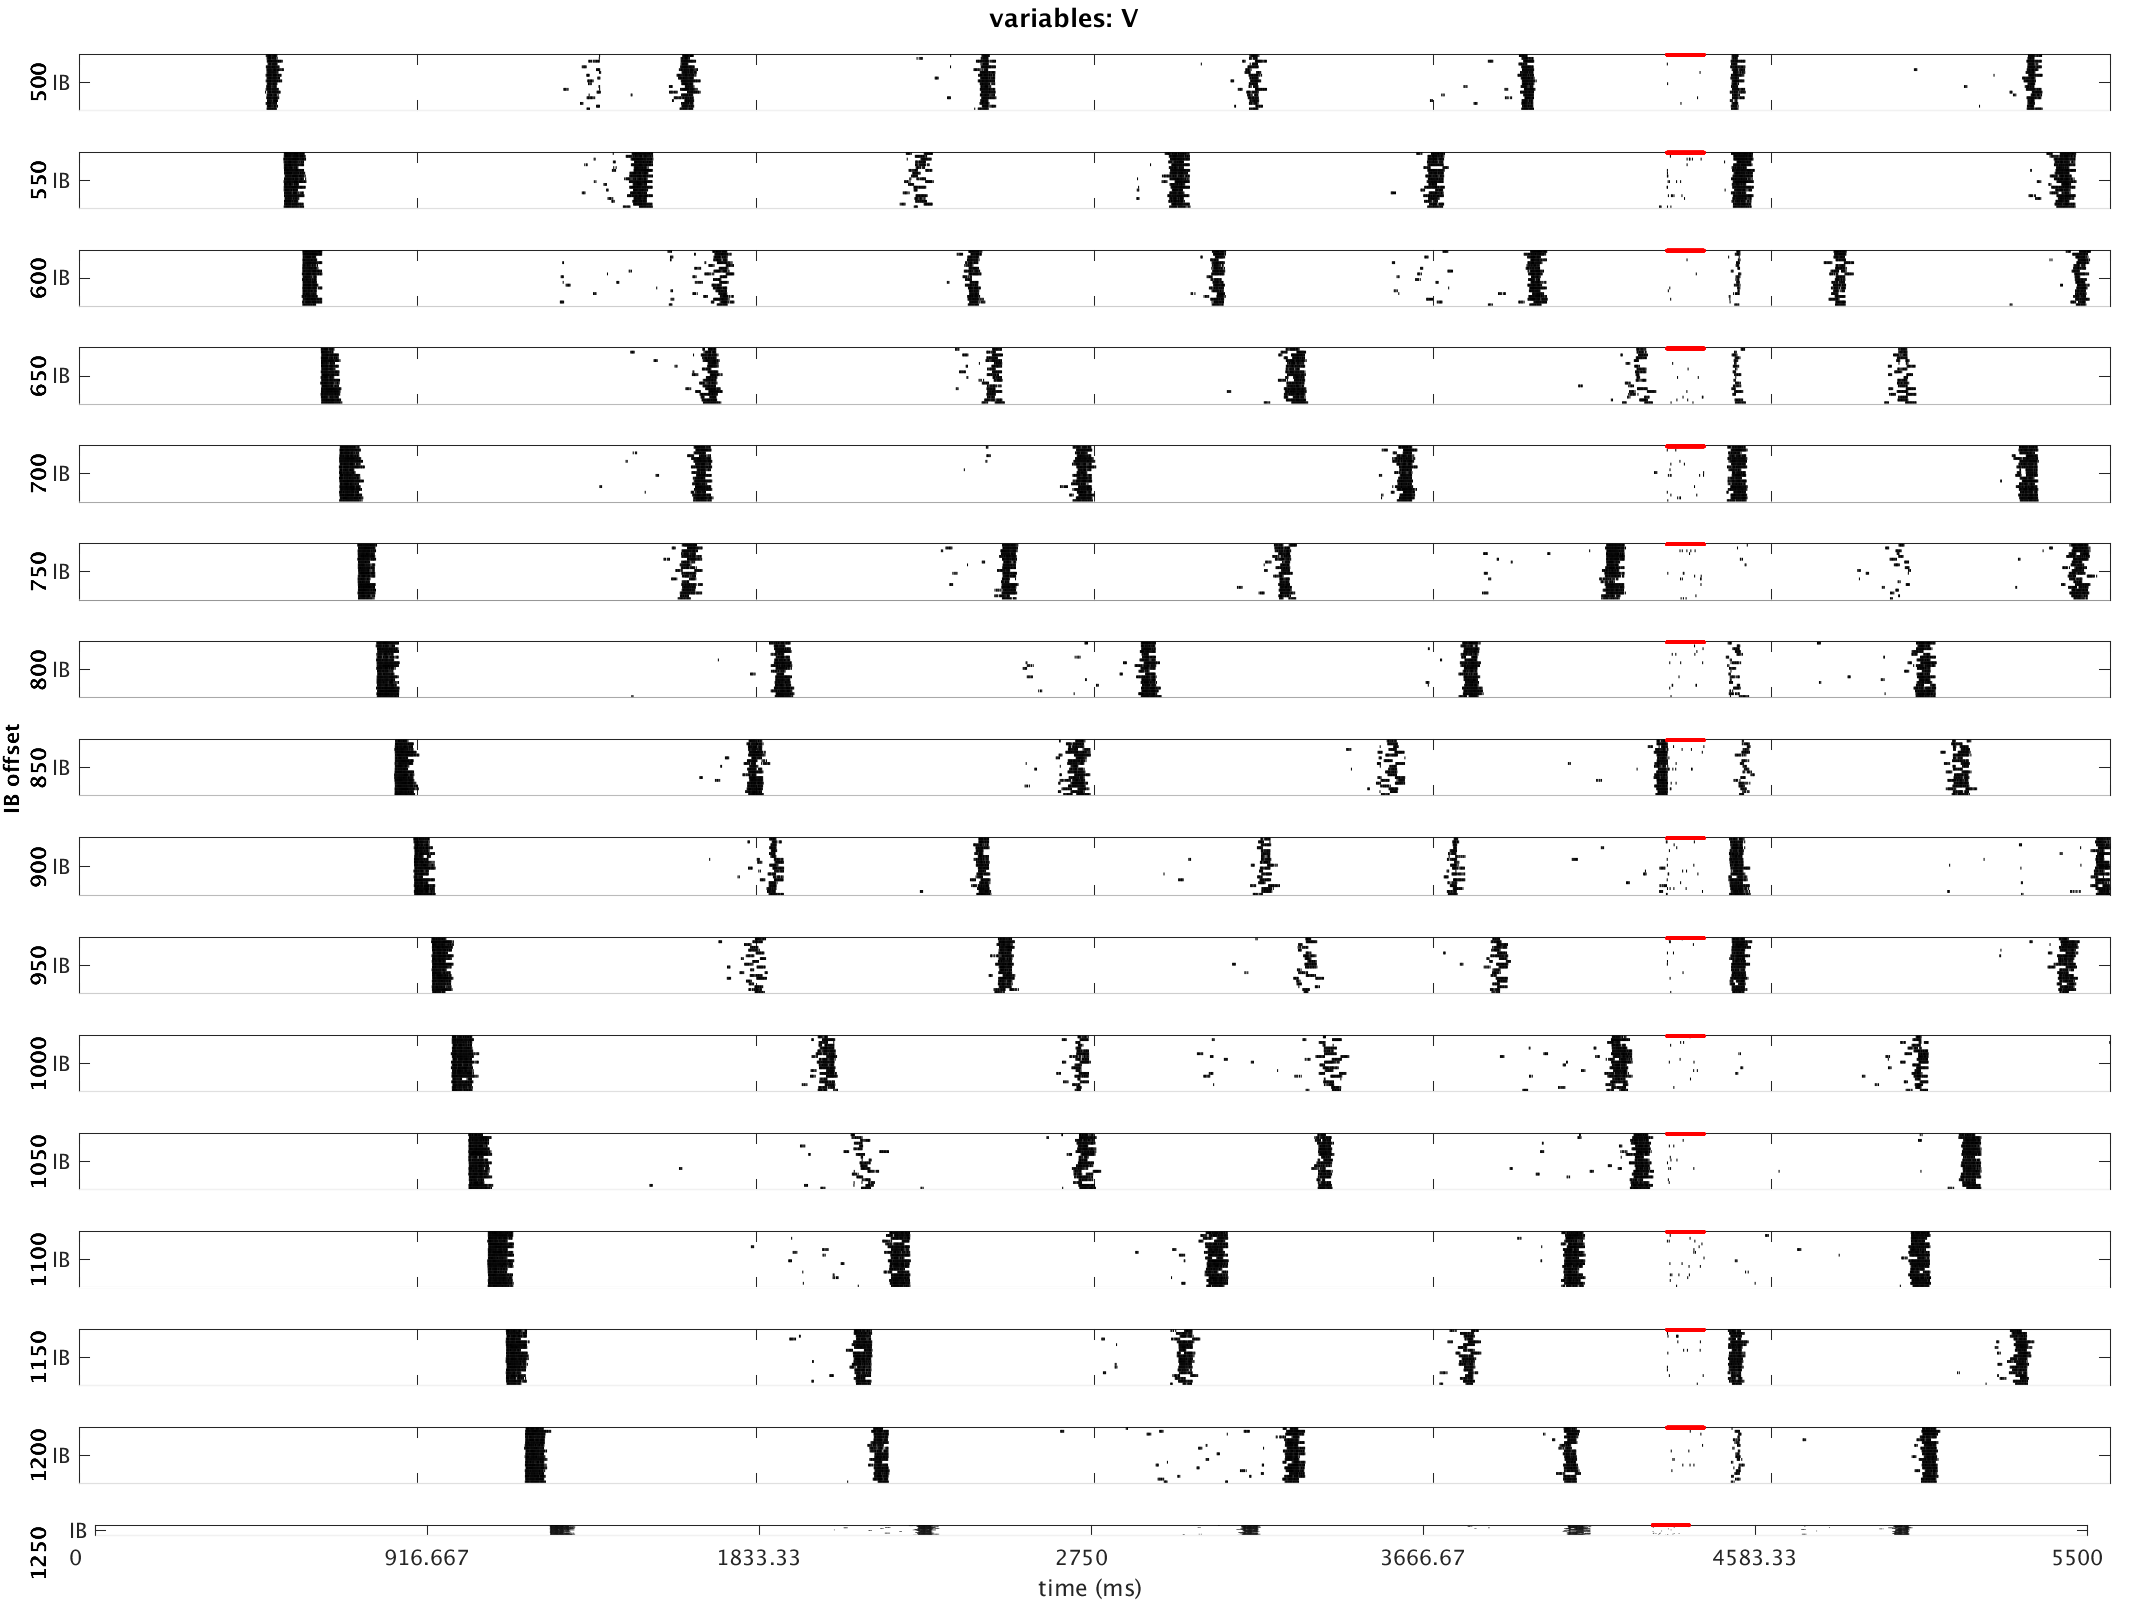 variables: V
500 IB
550 IB
600 IB
650 IB
700 IB
750 IB
800 IB
IB offset
850 IB
900 IB
950 IB
1000 IB
1050 IB
1100 IB
1150 IB
1200 IB
1250 IB
0 916.667 1833.33 2750 3666.67 4583.33 5500
time (ms)